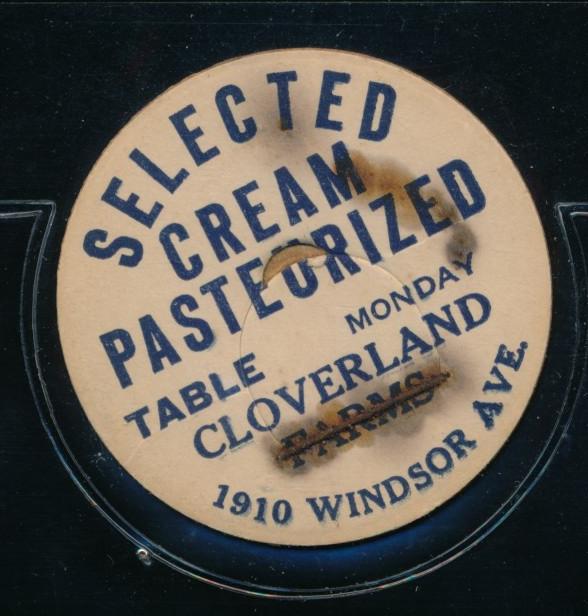 SELECTED
CREAM
PASTEURIZED
TABLE MONDAY
CLOVERLAND
FARMS
1910 WINDSOR AVE.